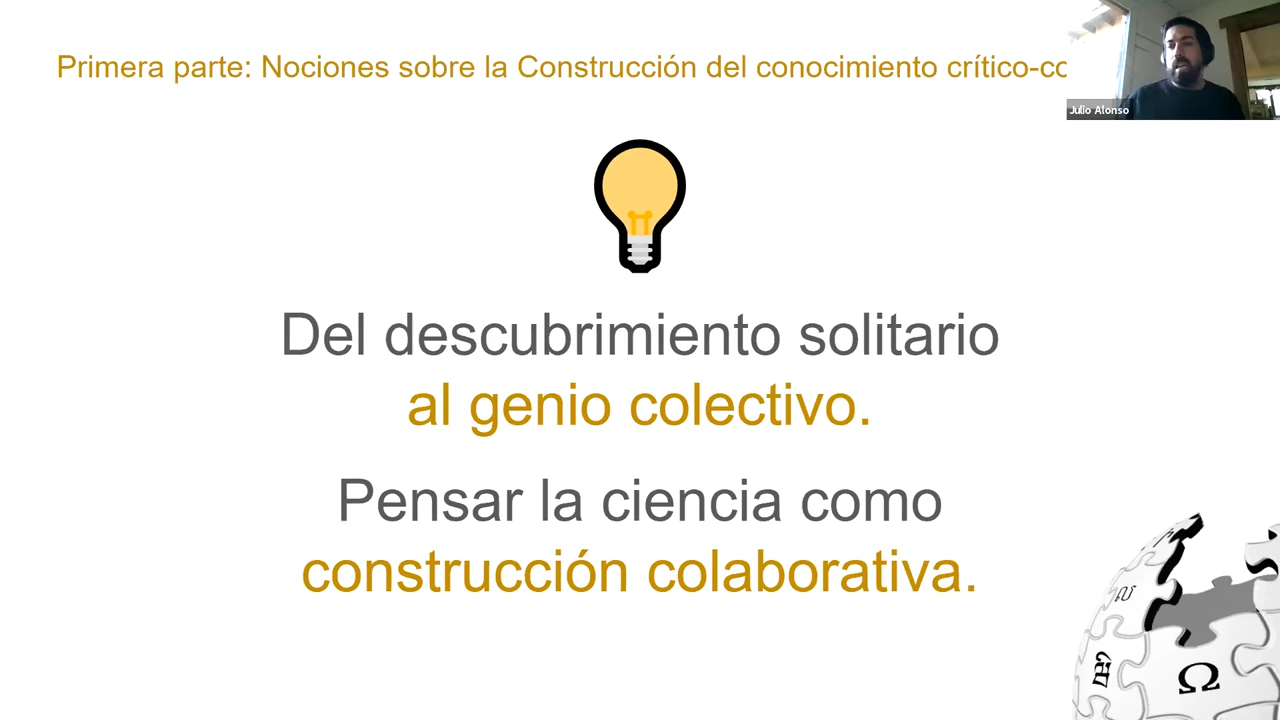 Primera parte: Nociones sobre la Construcción del conocimiento crítico-co
Julio Alonso
Del descubrimiento solitario
al genio colectivo.
Pensar la ciencia como
construcción colaborativa.
Ω